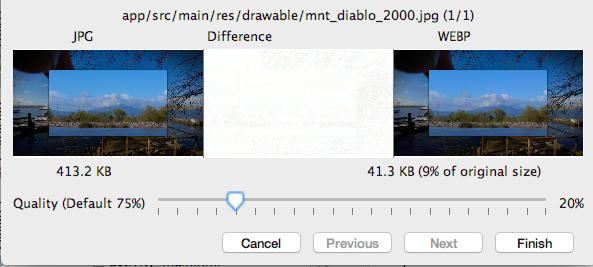 app/src/main/res/drawable/mnt_diablo_2000.jpg (1/1)
JPG Difference WEBP
413.2 KB 41.3 KB (9% of original size)
Quality (Default 75%) 20%
Cancel Previous Next Finish